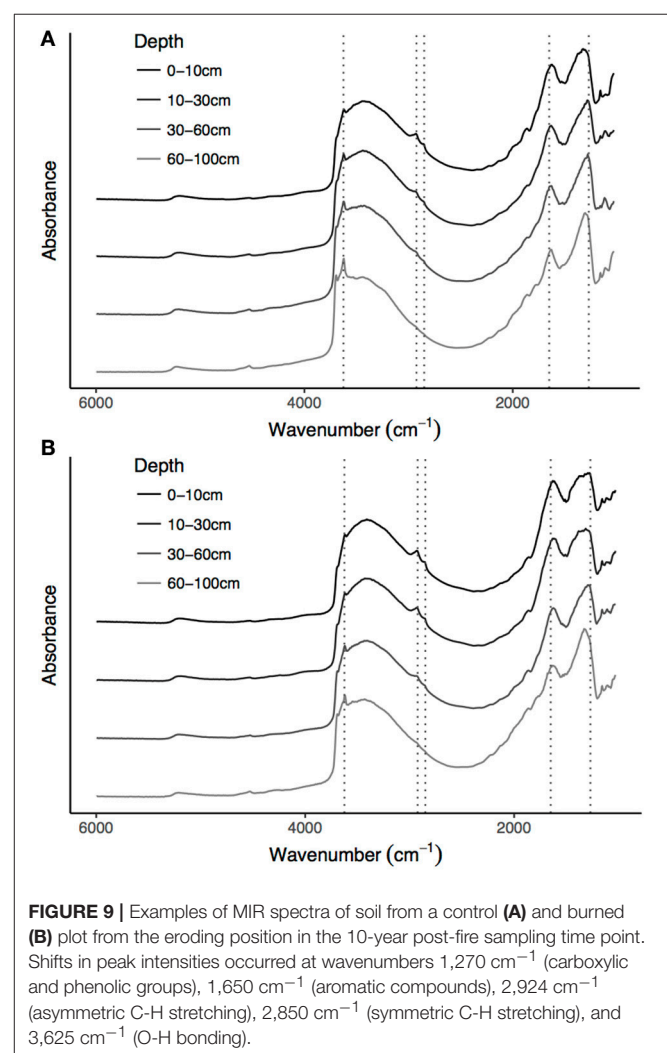 A
Depth
0–10cm
10–30cm
30–60cm
60–100cm
Absorbance
6000
4000
2000
Wavenumber (cm⁻¹)
B
Depth
0–10cm
10–30cm
30–60cm
60–100cm
Absorbance
6000
4000
2000
Wavenumber (cm⁻¹)
FIGURE 9 | Examples of MIR spectra of soil from a control (A) and burned
(B) plot from the eroding position in the 10-year post-fire sampling time point.
Shifts in peak intensities occurred at wavenumbers 1,270 cm⁻¹ (carboxylic
and phenolic groups), 1,650 cm⁻¹ (aromatic compounds), 2,924 cm⁻¹
(asymmetric C-H stretching), 2,850 cm⁻¹ (symmetric C-H stretching), and
3,625 cm⁻¹ (O-H bonding).